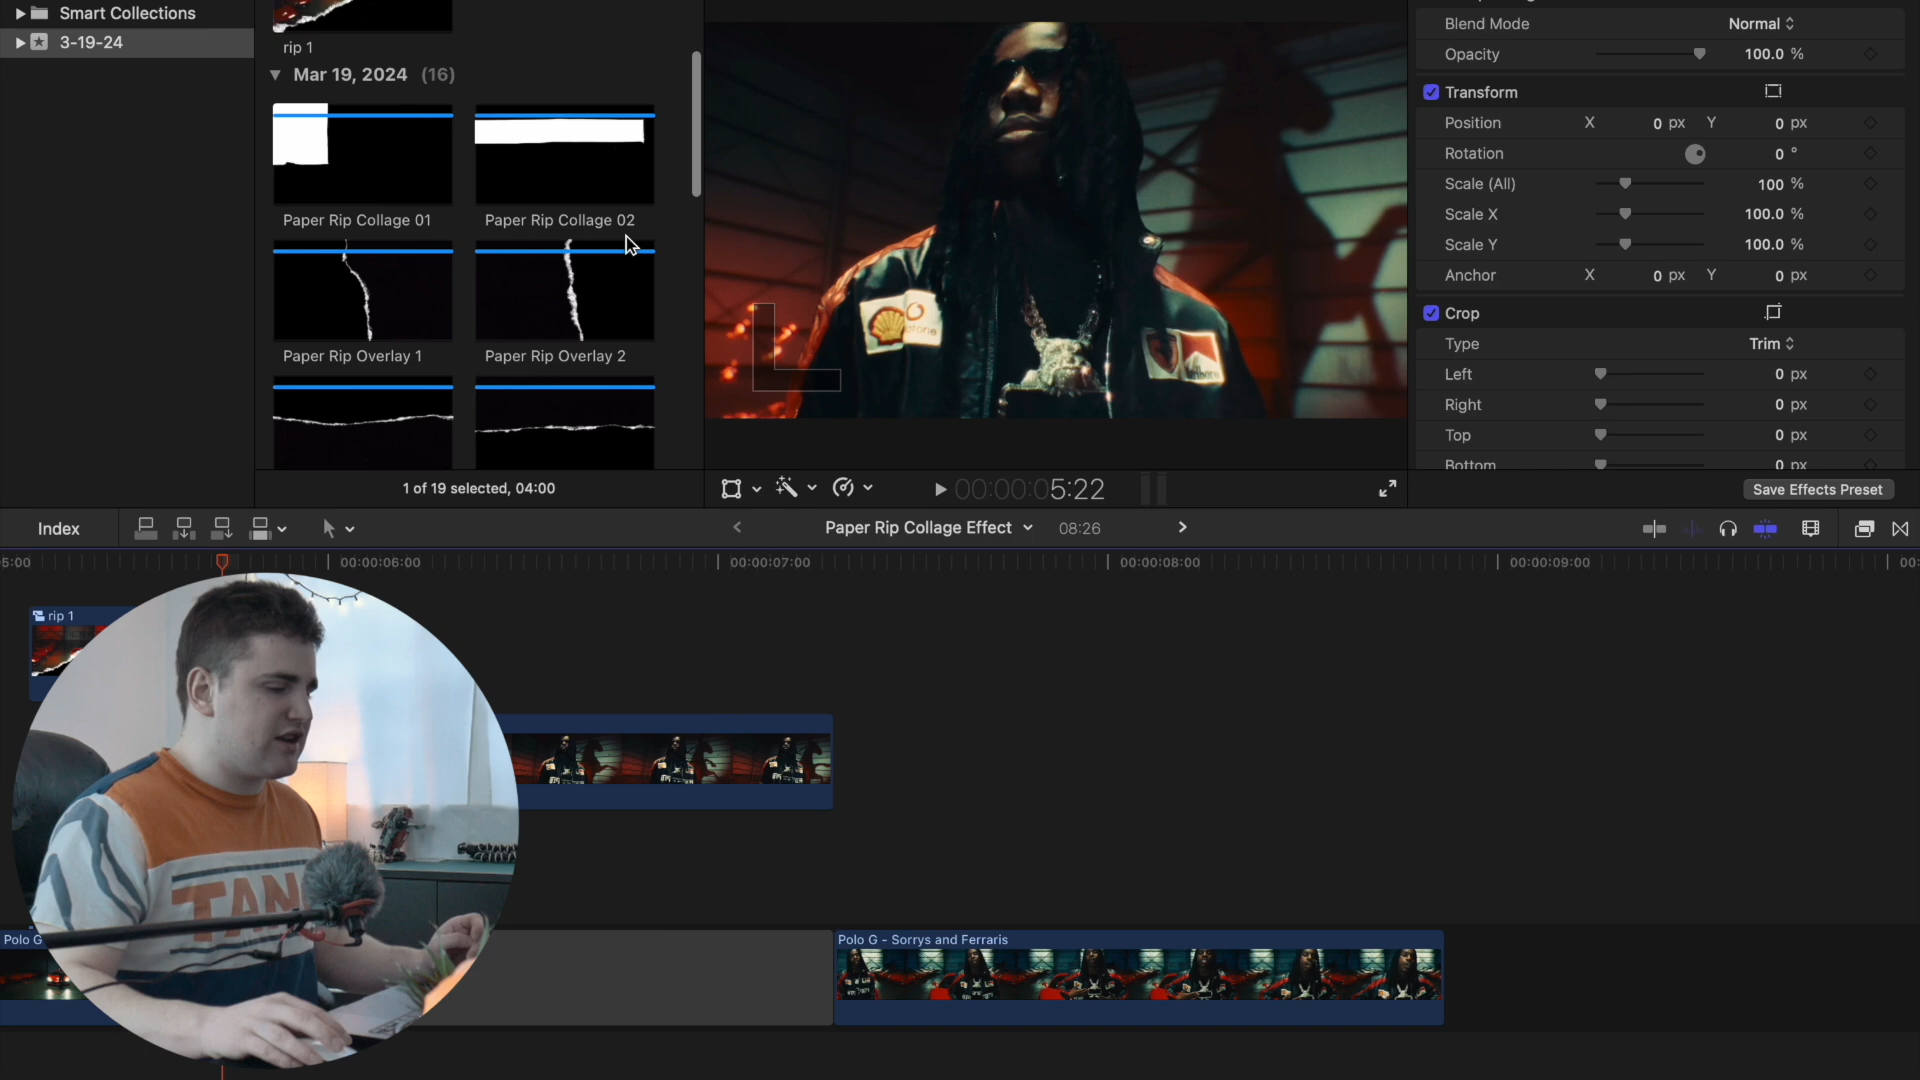 Smart Collections
3-19-24
rip 1
Mar 19, 2024 (16)
Paper Rip Collage 01
Paper Rip Collage 02
Paper Rip Overlay 1
Paper Rip Overlay 2
1 of 19 selected, 04:00
00:00:05:22
Blend Mode Normal
Opacity 100.0 %
Transform
Position X 0 px Y 0 px
Rotation 0 °
Scale (All) 100 %
Scale X 100.0 %
Scale Y 100.0 %
Anchor X 0 px Y 0 px
Crop
Type Trim
Left 0 px
Right 0 px
Top 0 px
Bottom 0 px
Save Effects Preset
Index
Paper Rip Collage Effect 08:26
5:00 00:00:06:00 00:00:07:00 00:00:08:00 00:00:09:00 00:
rip 1
TAN
Polo G
Polo G - Sorrys and Ferraris